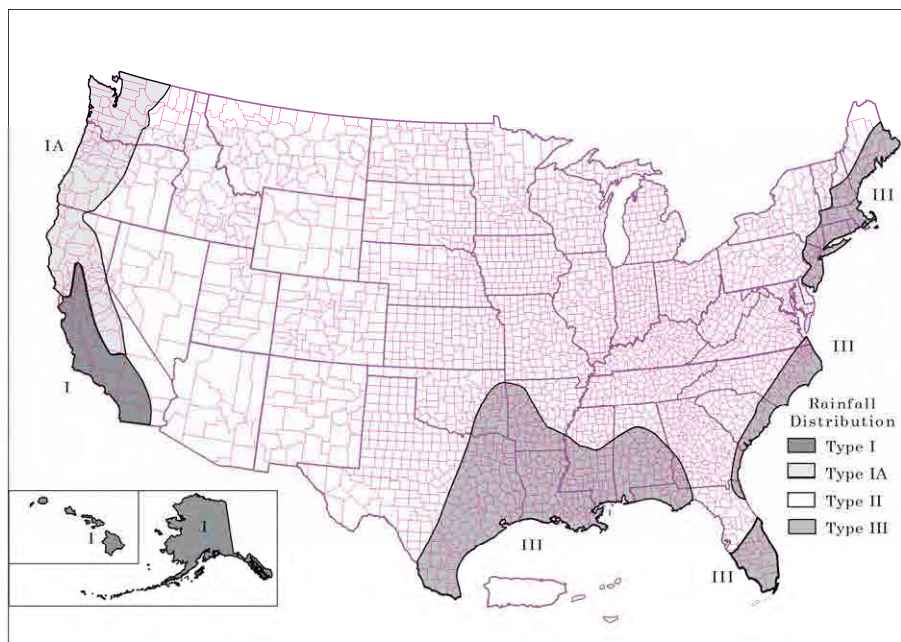 IA
III
III
I
Rainfall
Distribution
Type I
Type IA
Type II
Type III
I
I
III
III